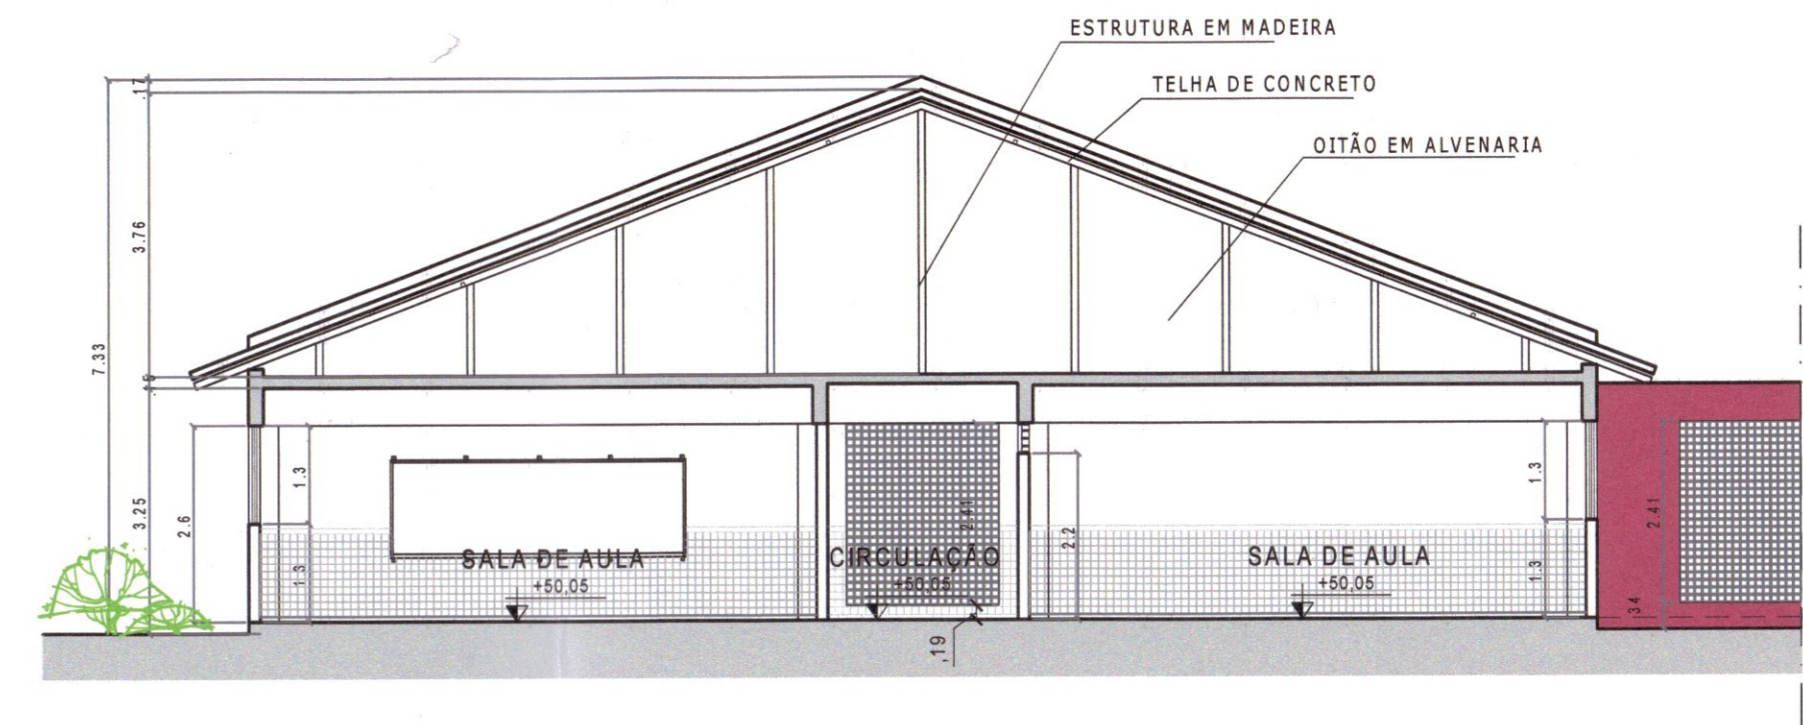 ESTRUTURA EM MADEIRA
TELHA DE CONCRETO
OITÃO EM ALVENARIA
.17
3.76
7.33
3.25
2.6
1.3
1.3
SALA DE AULA
+50,05
CIRCULAÇÃO
+50,05
2.41
,19
2.2
SALA DE AULA
+50,05
1.3
1.3
2.41
34